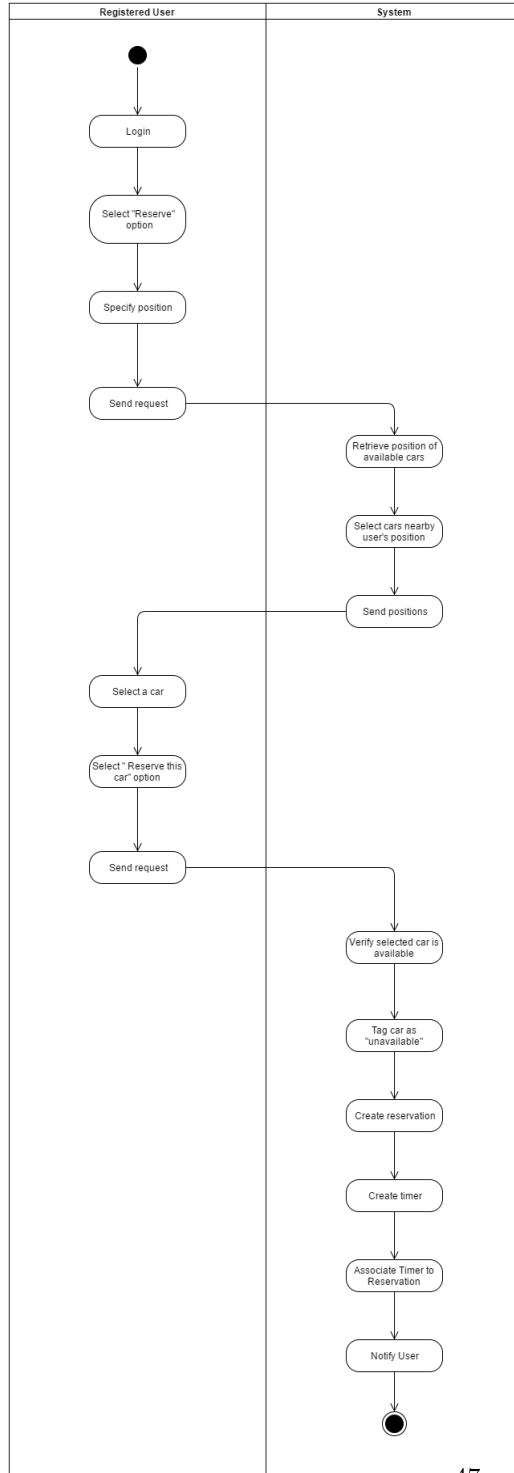 Registered User
System
Login
Select "Reserve"
option
Specify position
Send request
Retrieve position of
available cars
Select cars nearby
user's position
Send positions
Select a car
Select " Reserve this
car" option
Send request
Verify selected car is
available
Tag car as
"unavailable"
Create reservation
Create timer
Associate Timer to
Reservation
Notify User
47